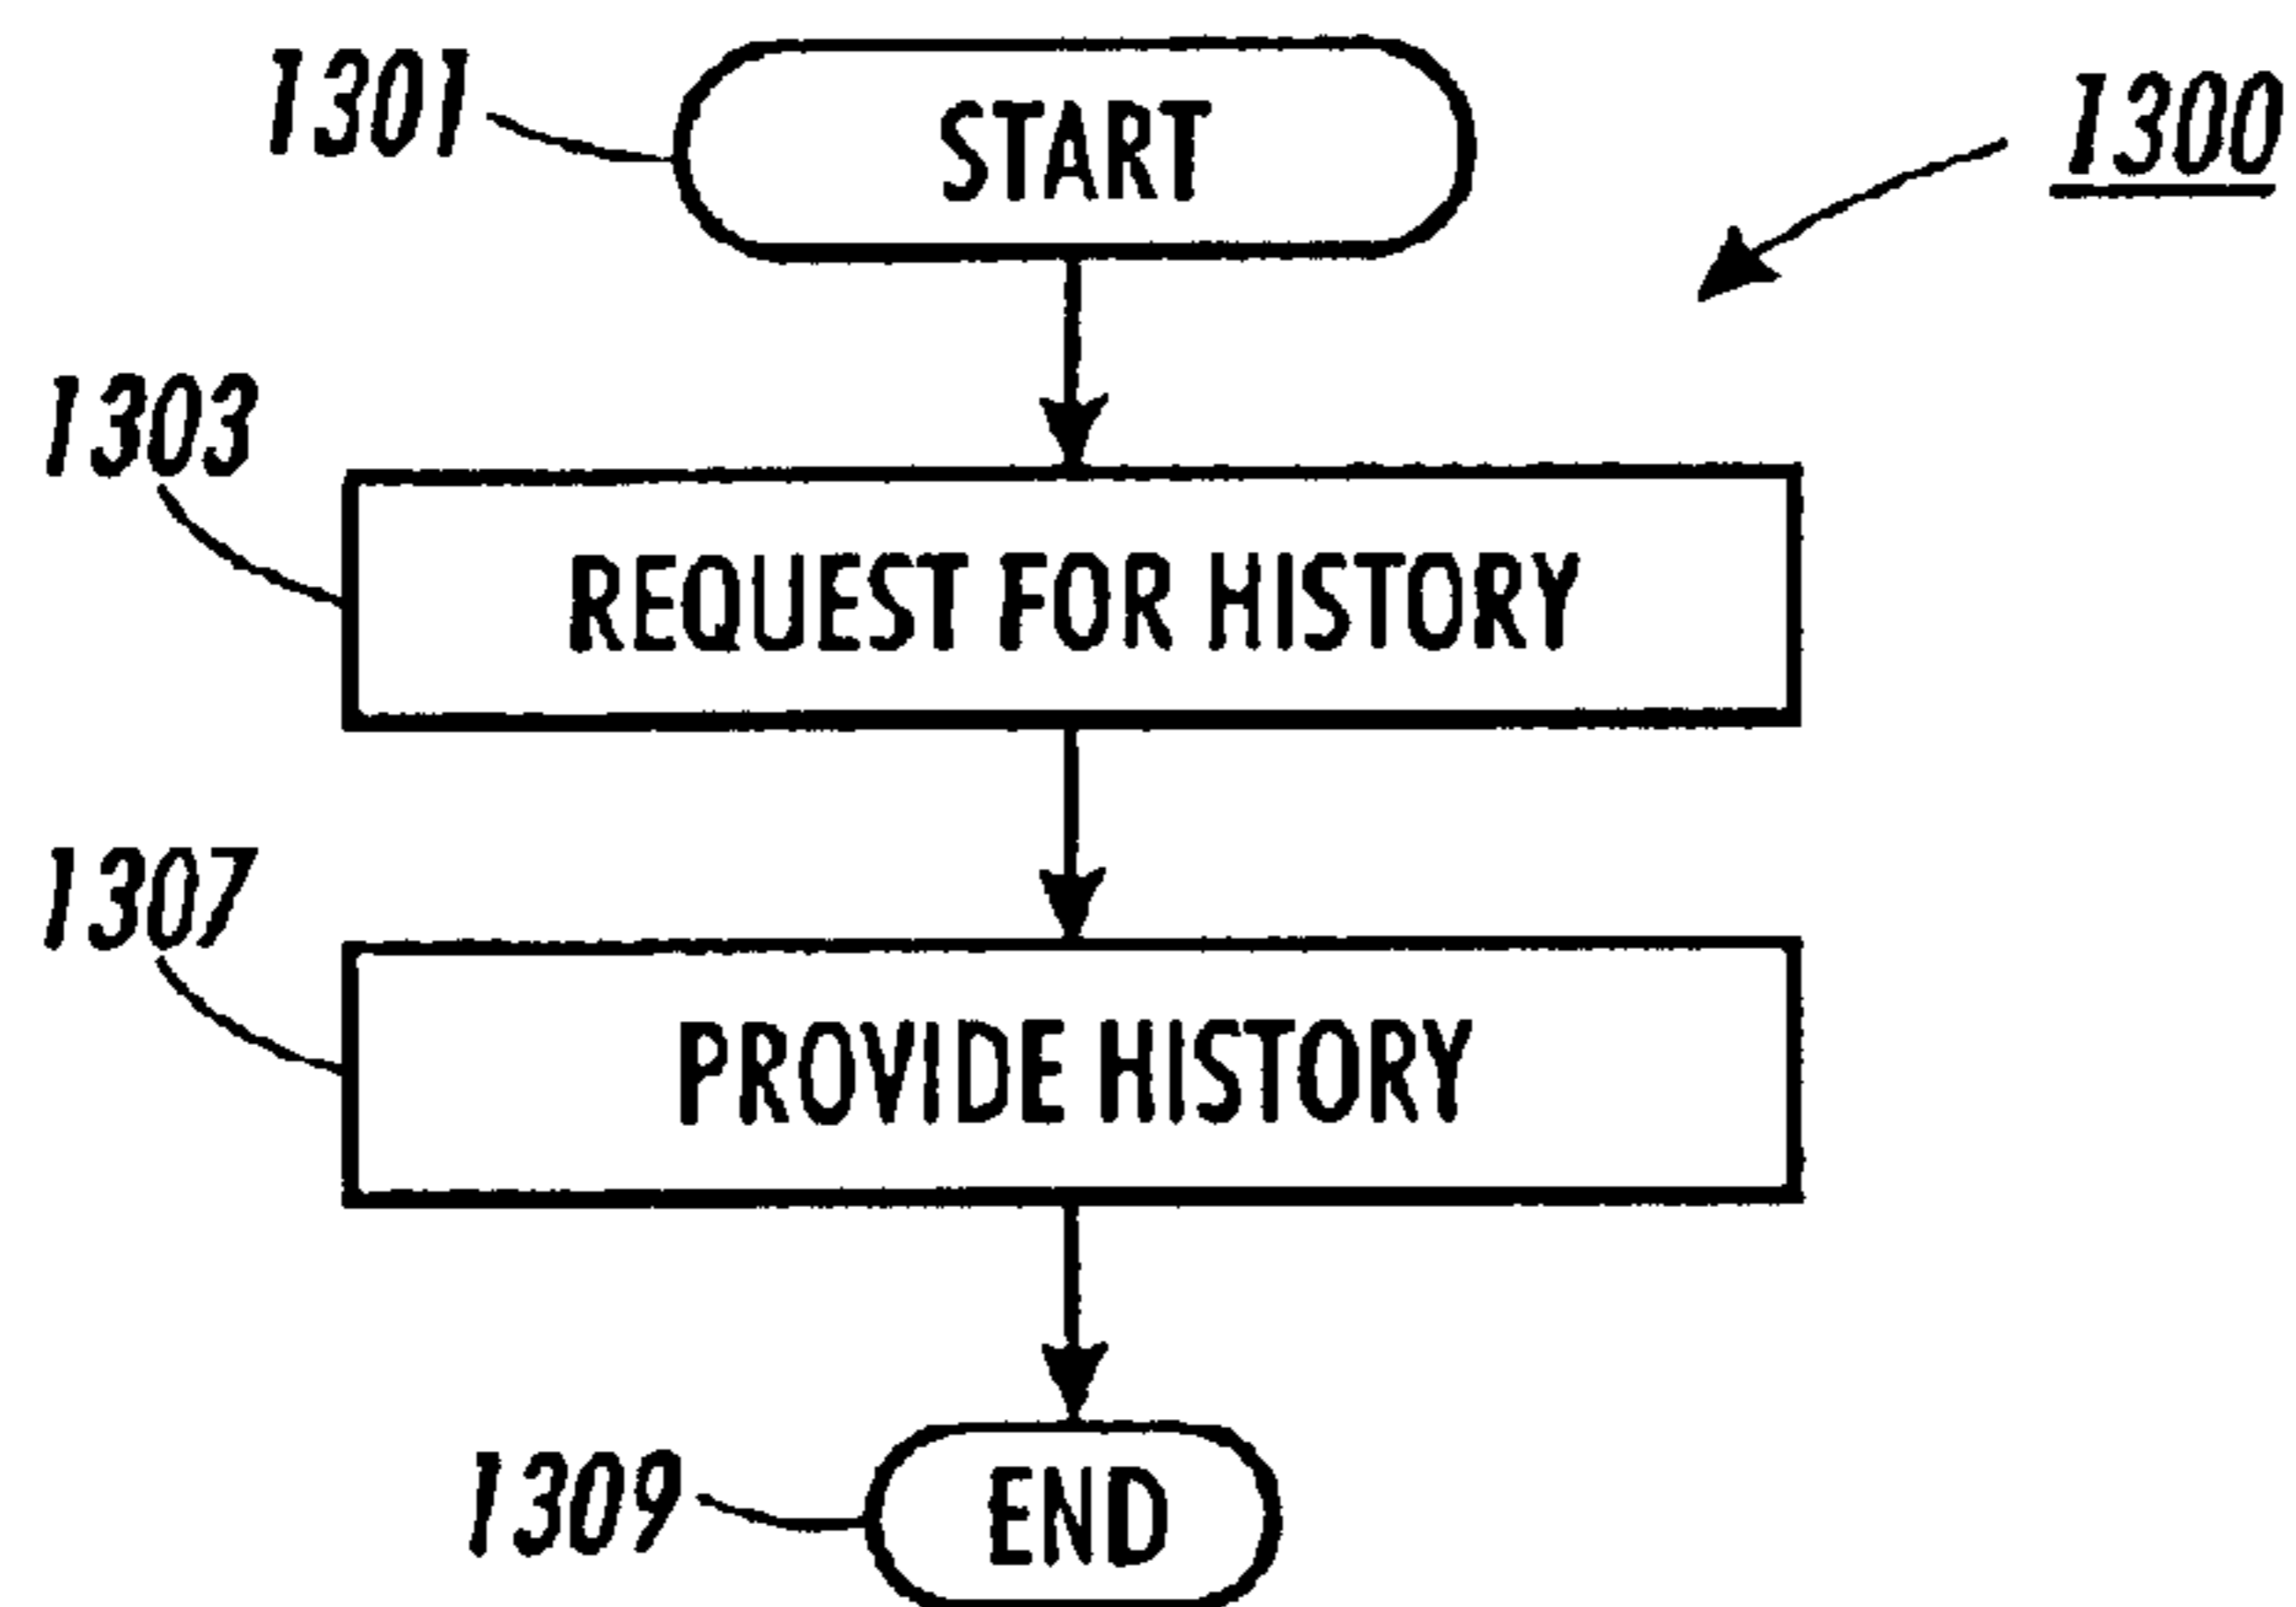 1301
START
1300
1303
REQUEST FOR HISTORY
1307
PROVIDE HISTORY
1309
END